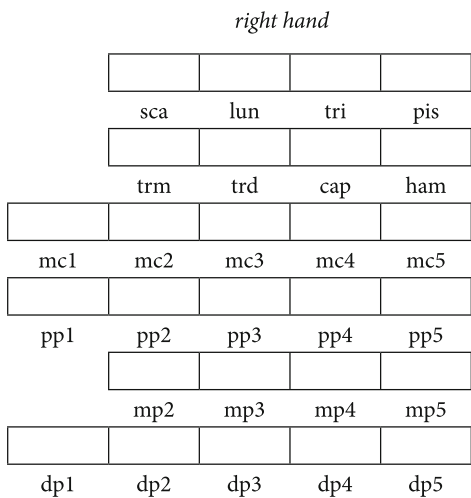 right hand
sca lun tri pis
trm trd cap ham
mc1 mc2 mc3 mc4 mc5
pp1 pp2 pp3 pp4 pp5
mp2 mp3 mp4 mp5
dp1 dp2 dp3 dp4 dp5